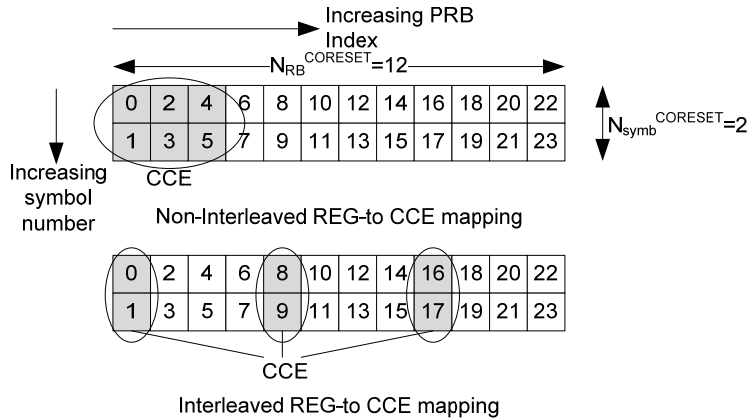 Increasing PRB
Index
N_RB^CORESET=12
0 2 4 6 8 10 12 14 16 18 20 22
1 3 5 7 9 11 13 15 17 19 21 23
N_symb^CORESET=2
Increasing
symbol
number
CCE
Non-Interleaved REG-to CCE mapping
0 2 4 6 8 10 12 14 16 18 20 22
1 3 5 7 9 11 13 15 17 19 21 23
CCE
Interleaved REG-to CCE mapping